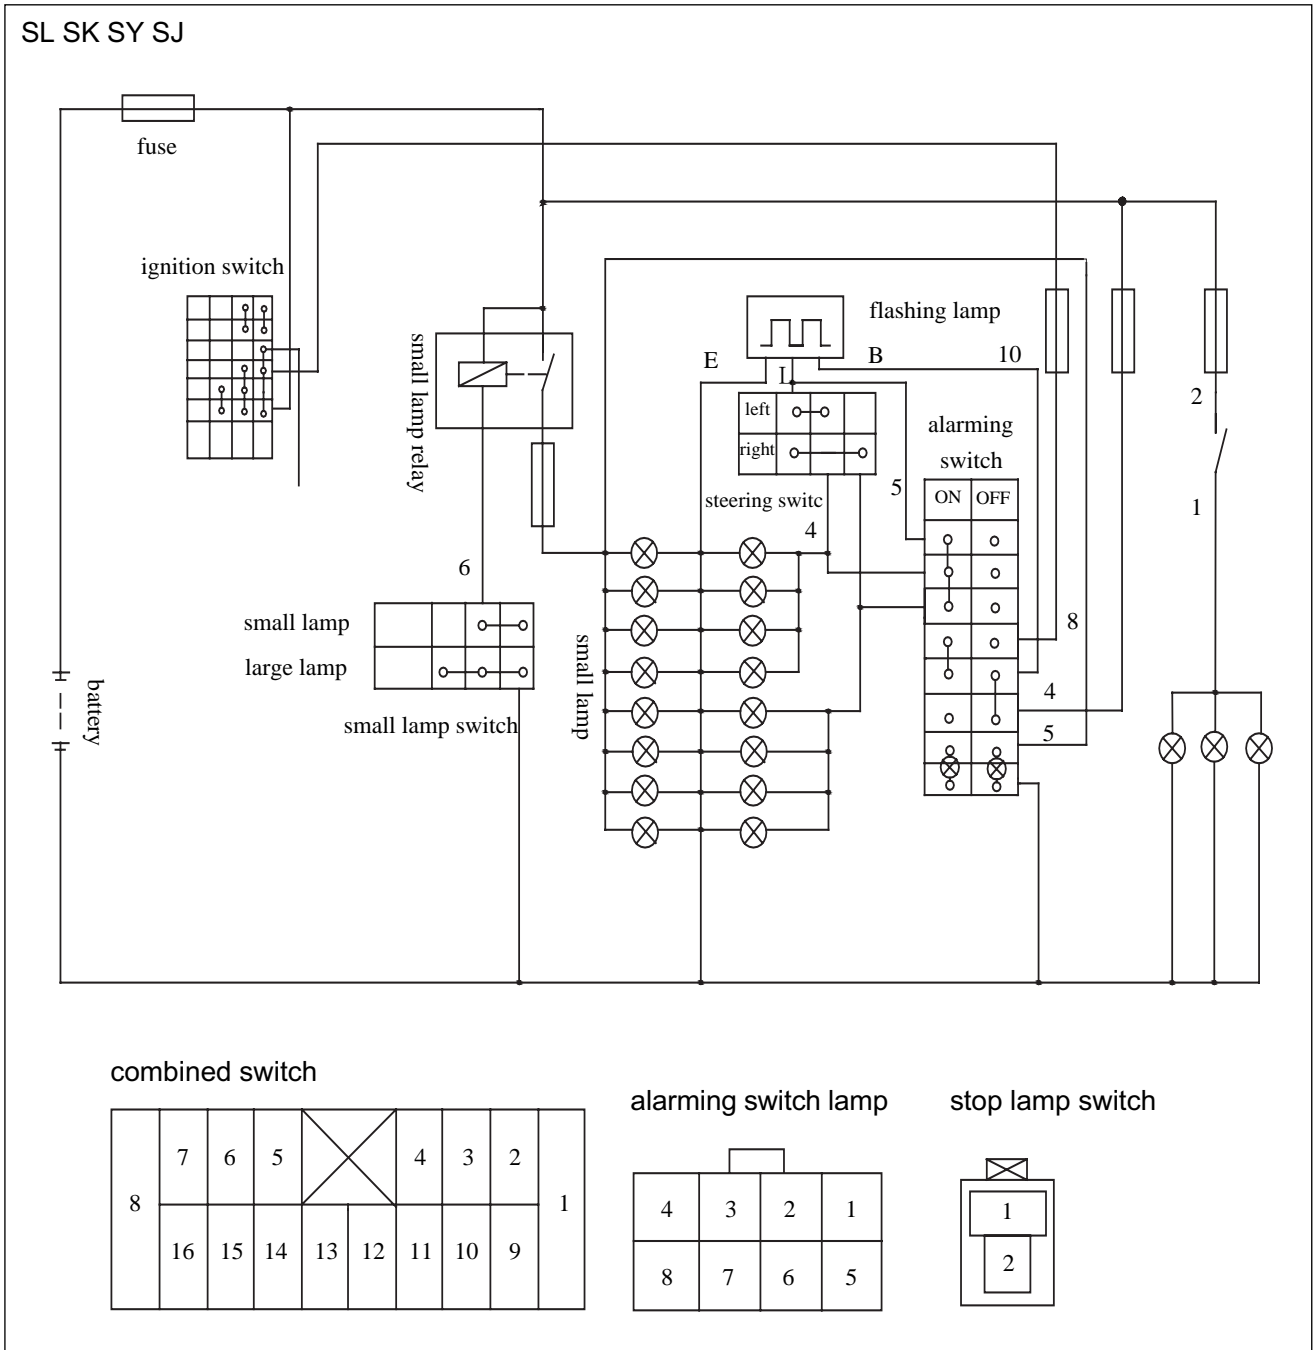 SL SK SY SJ
fuse
ignition switch
small lamp relay
flashing lamp
E
L
B
10
left
right
steering switc
alarming
switch
ON OFF
2
1
5
4
6
8
4
5
small lamp
large lamp
small lamp switch
small lamp
battery
combined switch
7 6 5 4 3 2
8 1
16 15 14 13 12 11 10 9
alarming switch lamp
4 3 2 1
8 7 6 5
stop lamp switch
1
2